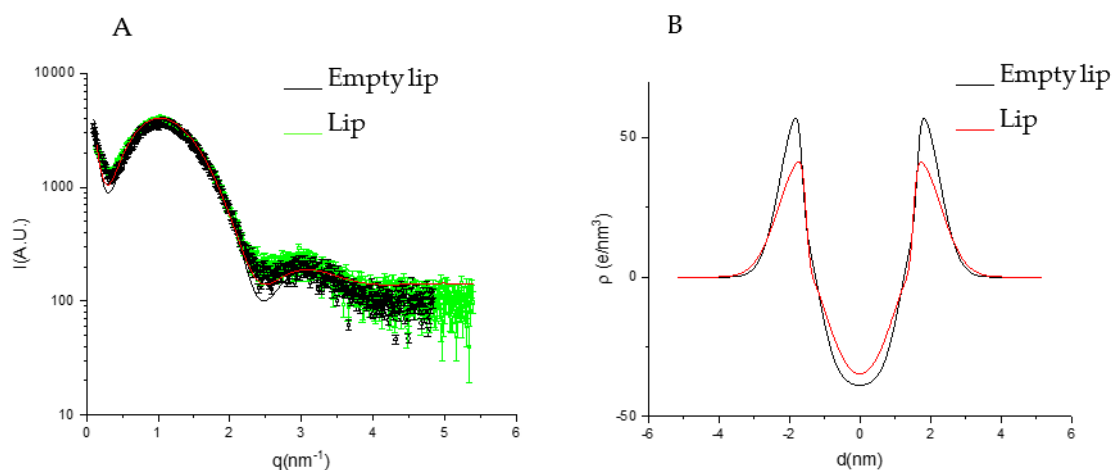 A
10000
1000
100
10
I(A.U.)
0 1 2 3 4 5 6
q(nm⁻¹)
Empty lip
Lip
B
50
0
-50
ρ (e/nm³)
-6 -4 -2 0 2 4 6
d(nm)
Empty lip
Lip